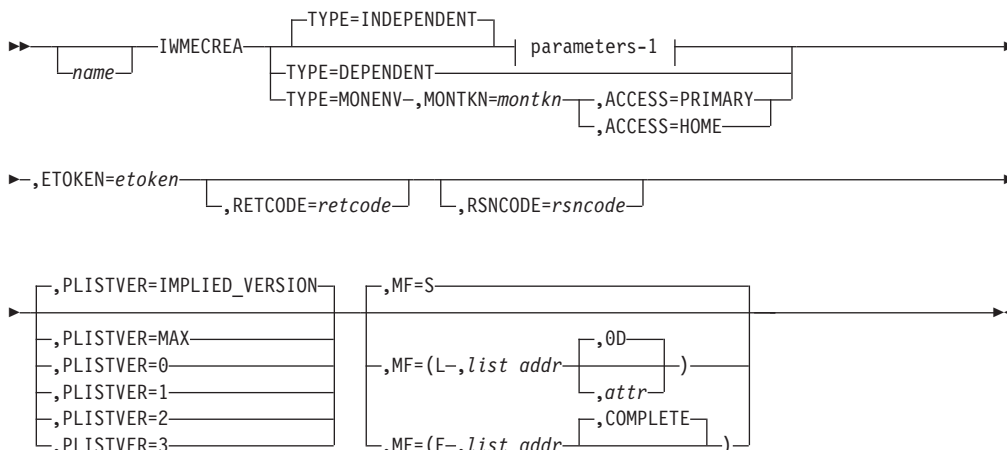 TYPE=INDEPENDENT
name IWMECREA parameters-1
TYPE=DEPENDENT
TYPE=MONENV ,MONTKN=montkn ,ACCESS=PRIMARY
,ACCESS=HOME
,ETOKEN=etoken
,RETCODE=retcode ,RSNCODE=rsncode
,PLISTVER=IMPLIED_VERSION ,MF=S
,PLISTVER=MAX ,0D
,PLISTVER=0 ,MF=(L ,list addr )
,PLISTVER=1 ,attr
,PLISTVER=2 ,COMPLETE
,PLISTVER=3 ,MF=(E ,list addr )